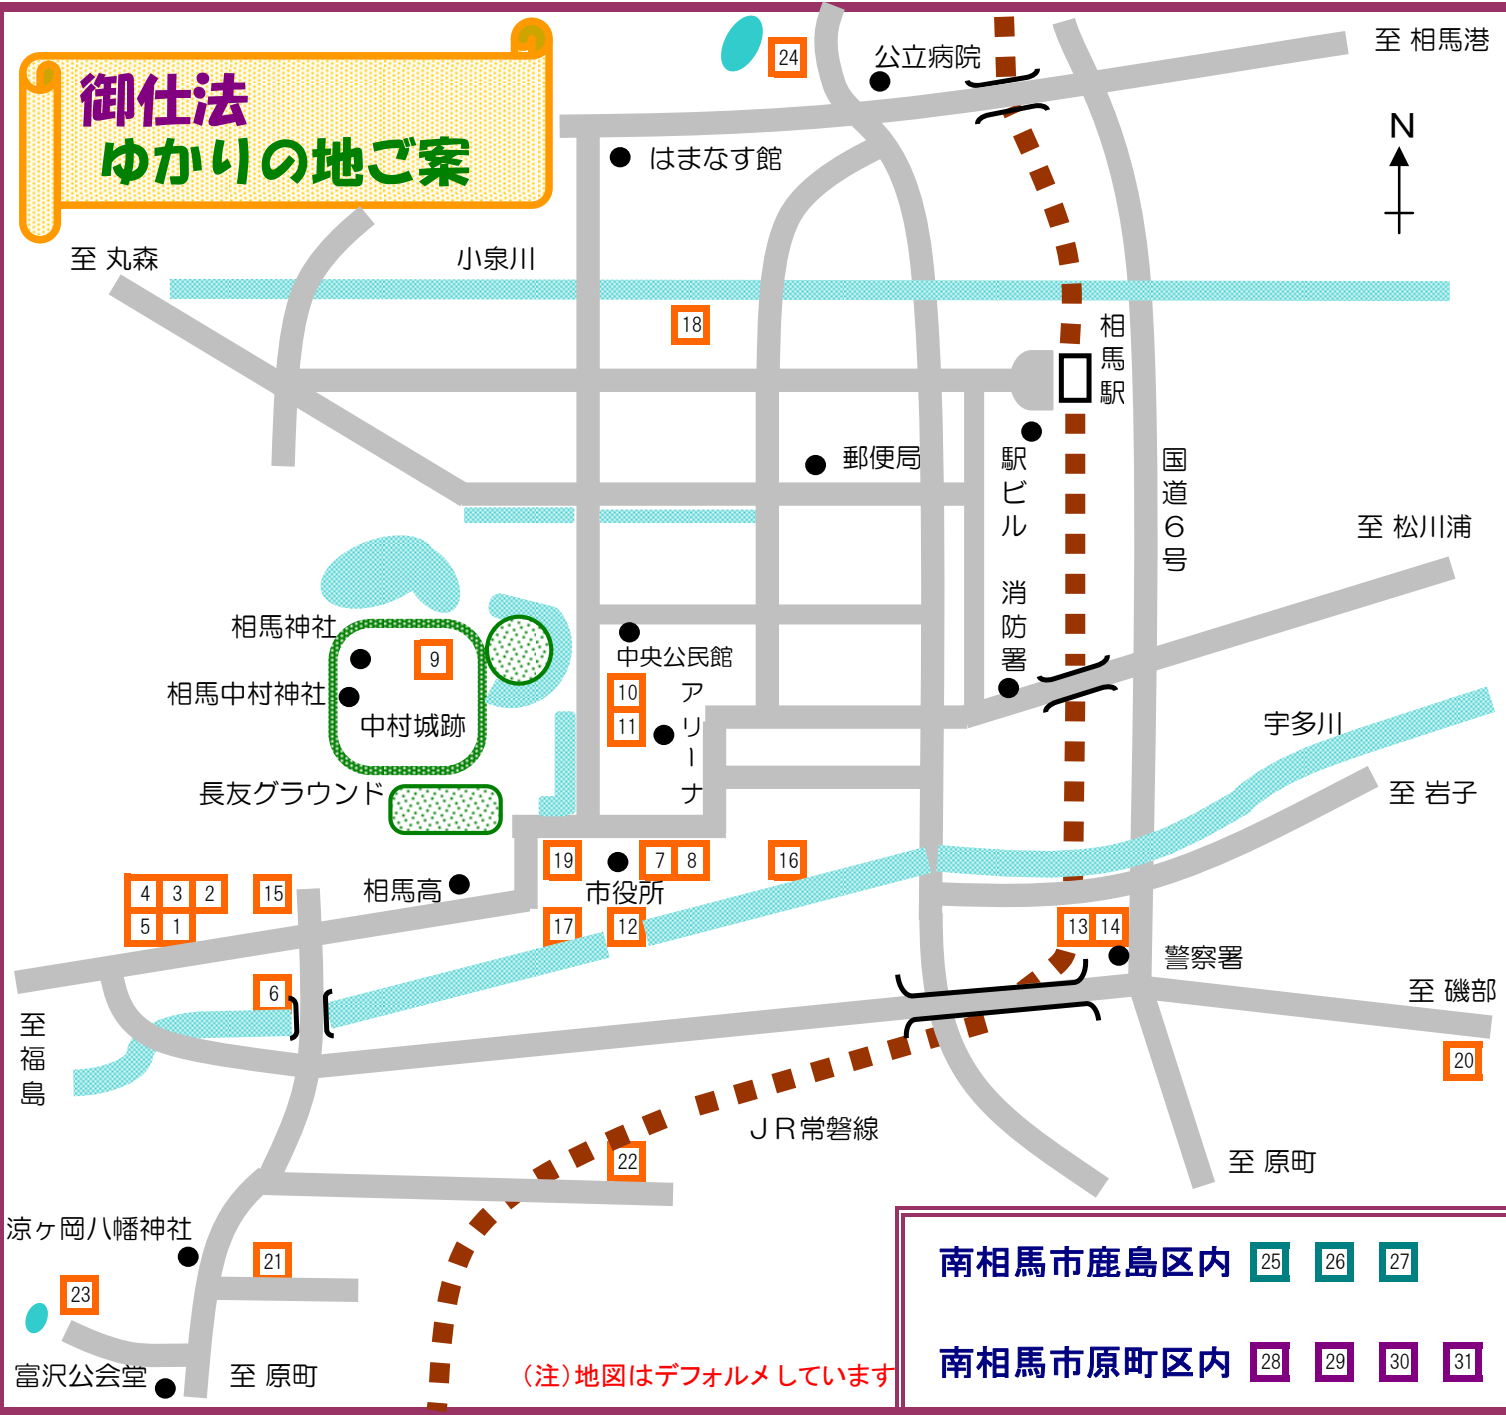 御仕法
ゆかりの地ご案
24
公立病院
至 相馬港
N
はまなす館
至 丸森
小泉川
18
相馬駅
郵便局
駅ビル
国道6号
至 松川浦
消防署
相馬神社
9
中央公民館
相馬中村神社
10
アリーナ
中村城跡
11
宇多川
長友グラウンド
至 岩子
19
7
8
16
市役所
相馬高
4
3
2
15
5
1
17
12
13
14
警察署
6
至 磯部
至福島
20
JR常磐線
22
至 原町
涼ヶ岡八幡神社
21
23
南相馬市鹿島区内 25 26 27
南相馬市原町区内 28 29 30 31
富沢公会堂
至 原町
(注)地図はデフォルメしています